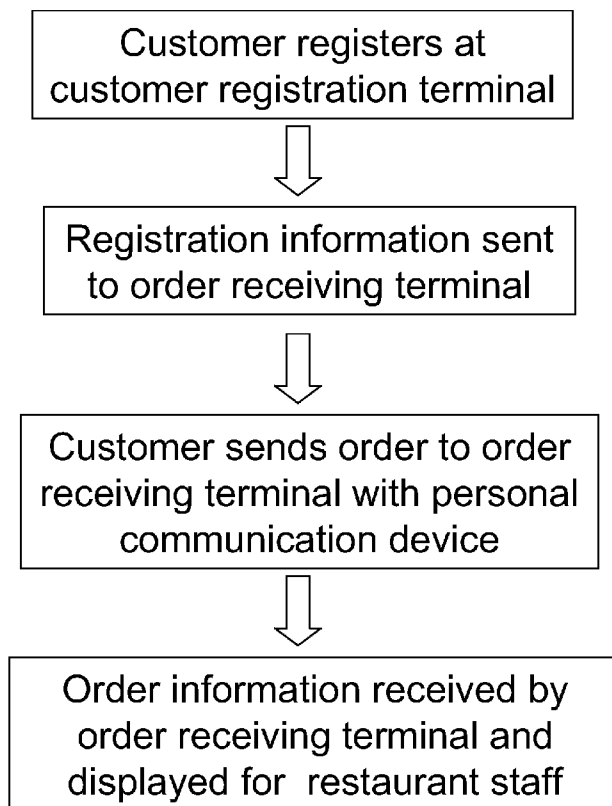 Customer registers at
customer registration terminal
Registration information sent
to order receiving terminal
Customer sends order to order
receiving terminal with personal
communication device
Order information received by
order receiving terminal and
displayed for  restaurant staff